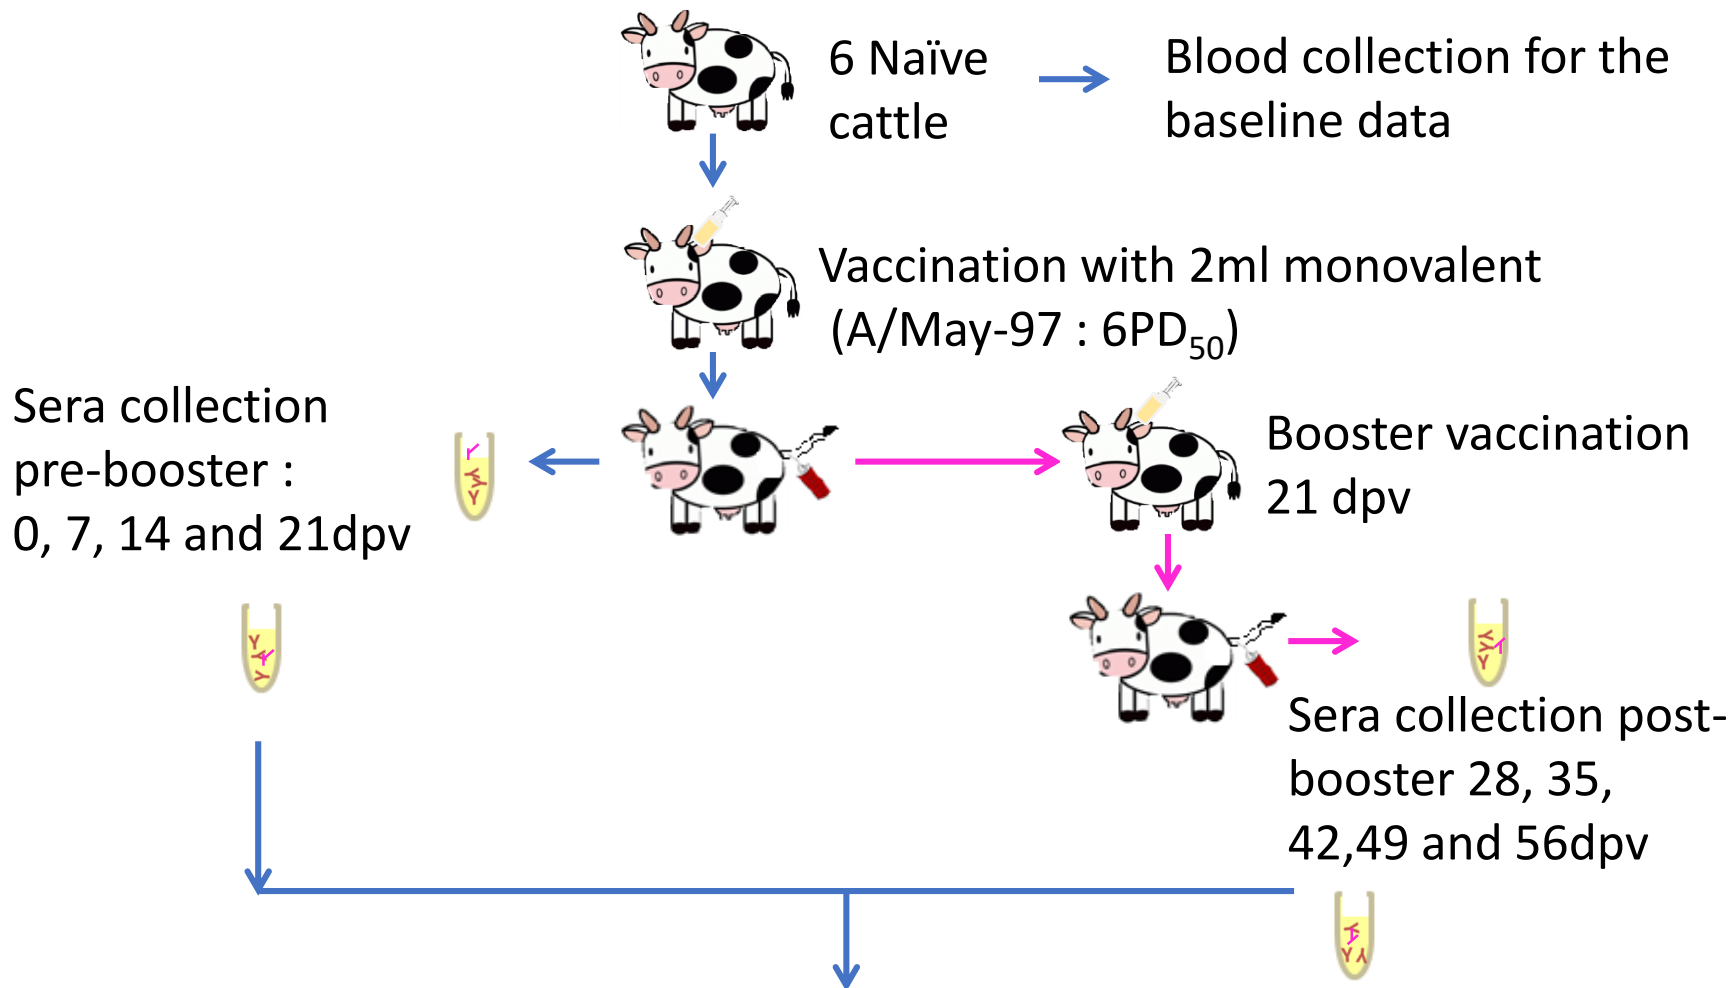 6 Naïve
cattle
Blood collection for the
baseline data
Vaccination with 2ml monovalent
(A/May-97 : 6PD₅₀)
Sera collection
pre-booster :
0, 7, 14 and 21dpv
Booster vaccination
21 dpv
Sera collection post-
booster 28, 35,
42,49 and 56dpv